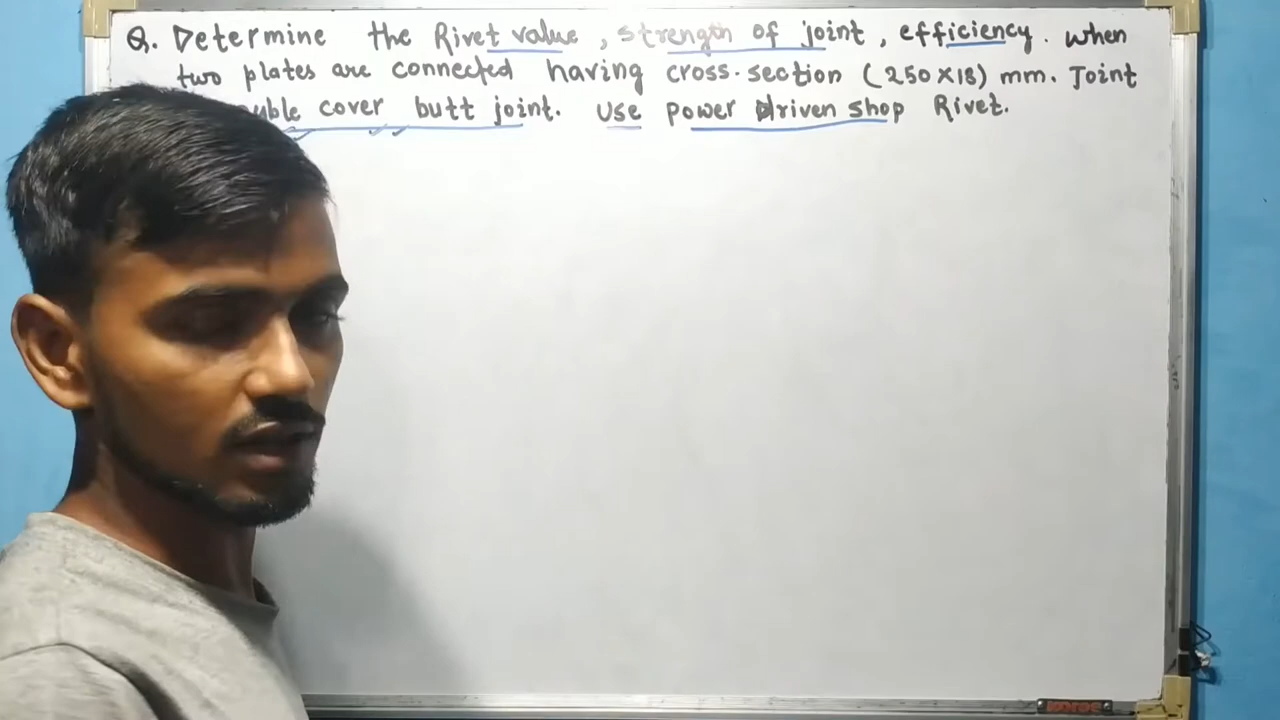 Q. Determine the Rivet value, strength of joint, efficiency. when
two plates are connected having cross-section (250×18) mm. Joint
cover butt joint. Use power Driven shop Rivet.